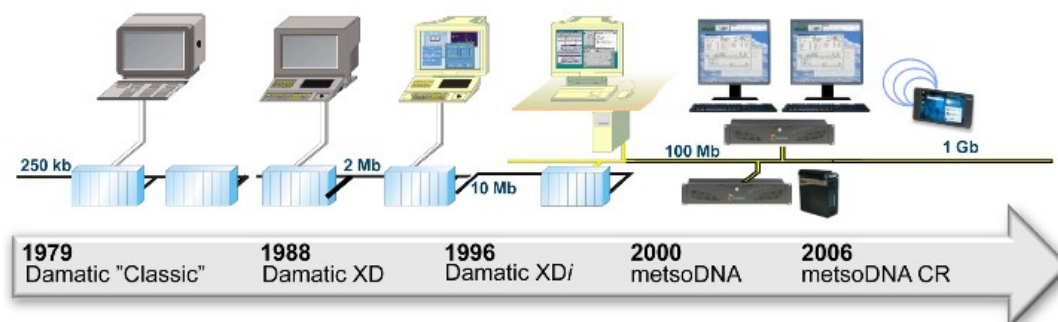 250 kb
2 Mb
10 Mb
100 Mb
1 Gb
1979
Damatic "Classic"
1988
Damatic XD
1996
Damatic XDi
2000
metsoDNA
2006
metsoDNA CR